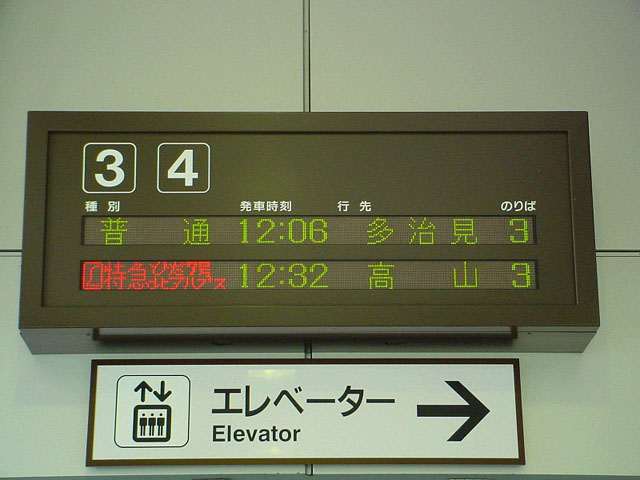 3 4
種別 発車時刻 行先 のりば
普通 12:06 多治見 3
特急 12:32 高山 3
エレベーター
Elevator